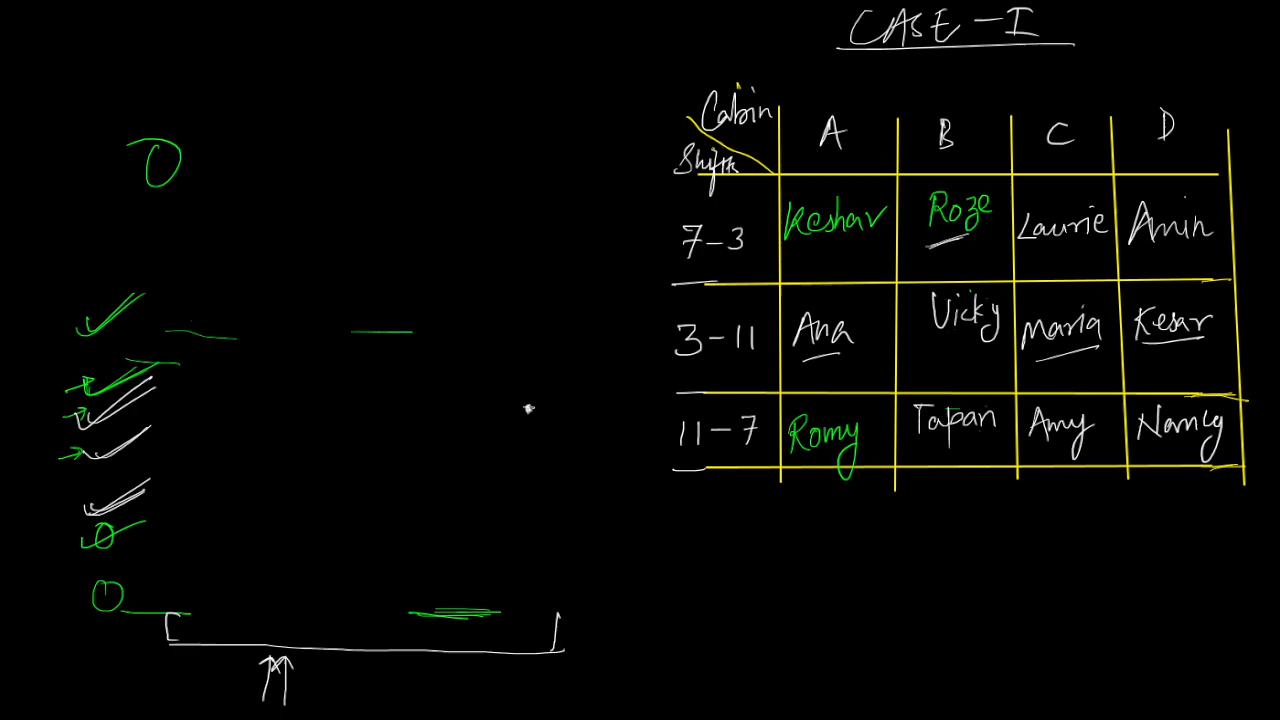 CASE-I
Cabin A B C D
Shift
7-3 Keshav Roze Laurie Amin
3-11 Ana Vicky Maria Kesar
11-7 Romy Tapan Amy Nancy